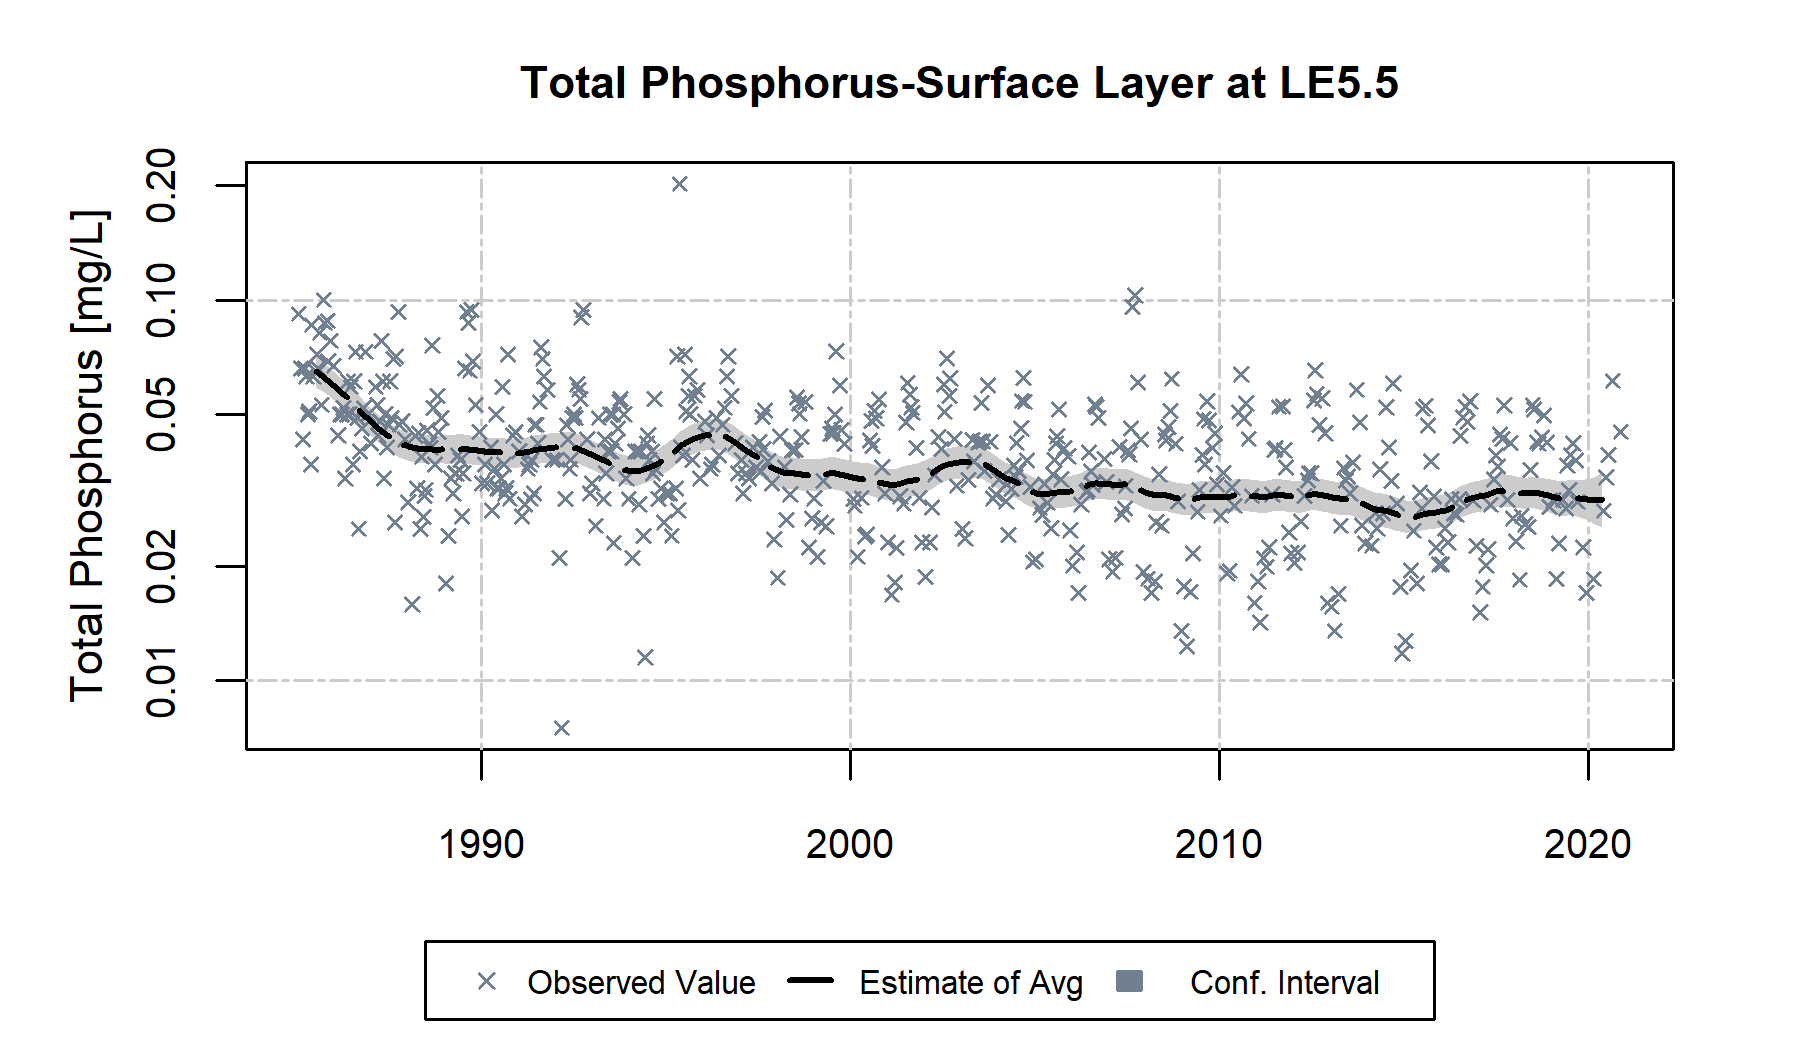 Total Phosphorus-Surface Layer at LE5.5
Total Phosphorus [mg/L]
0.20
0.10
0.05
0.02
0.01
1990 2000 2010 2020
Observed Value Estimate of Avg Conf. Interval